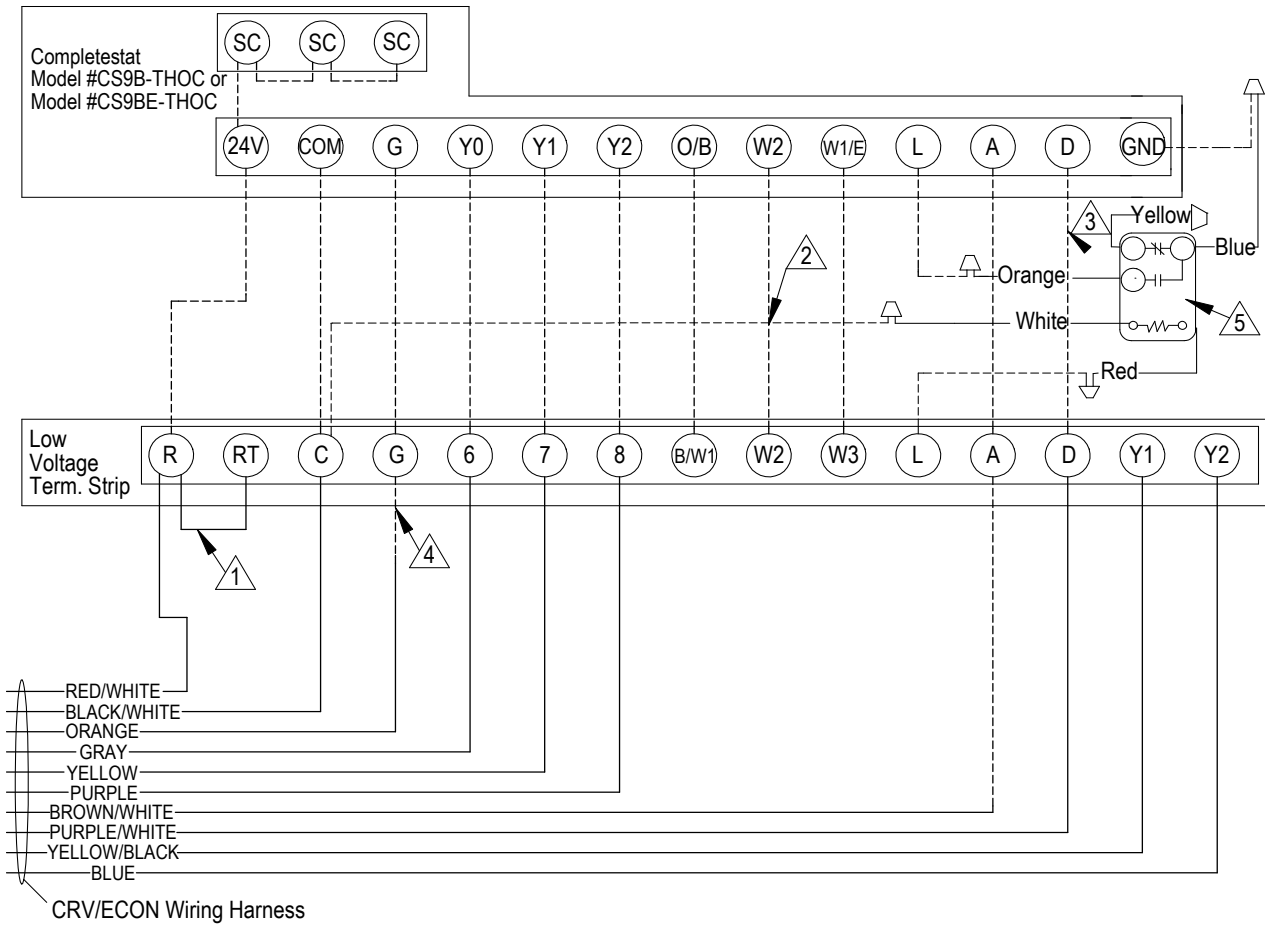 SC SC SC
Completestat
Model #CS9B-THOC or
Model #CS9BE-THOC
24V COM G Y0 Y1 Y2 O/B W2 W1/E L A D GND
3 Yellow
Blue
2
Orange
White
5
Red
Low
Voltage
Term. Strip
R RT C G 6 7 8 B/W1 W2 W3 L A D Y1 Y2
1
4
RED/WHITE
BLACK/WHITE
ORANGE
GRAY
YELLOW
PURPLE
BROWN/WHITE
PURPLE/WHITE
YELLOW/BLACK
BLUE
CRV/ECON Wiring Harness